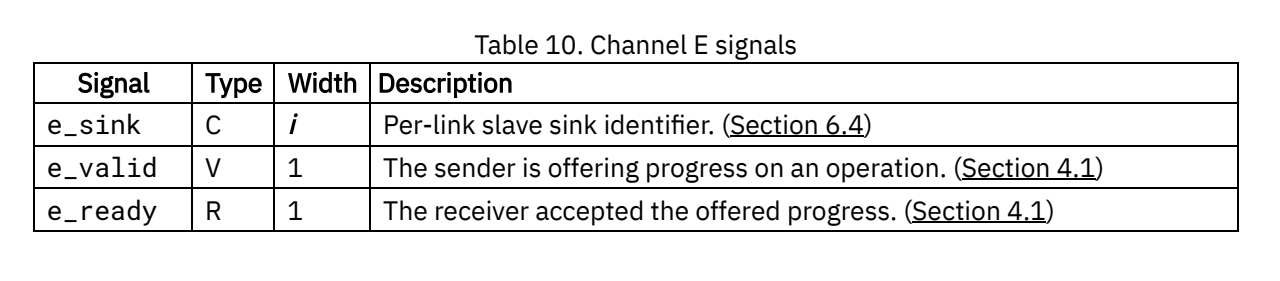 Table 10. Channel E signals
Signal Type Width Description
e_sink C i Per-link slave sink identifier. (Section 6.4)
e_valid V 1 The sender is offering progress on an operation. (Section 4.1)
e_ready R 1 The receiver accepted the offered progress. (Section 4.1)